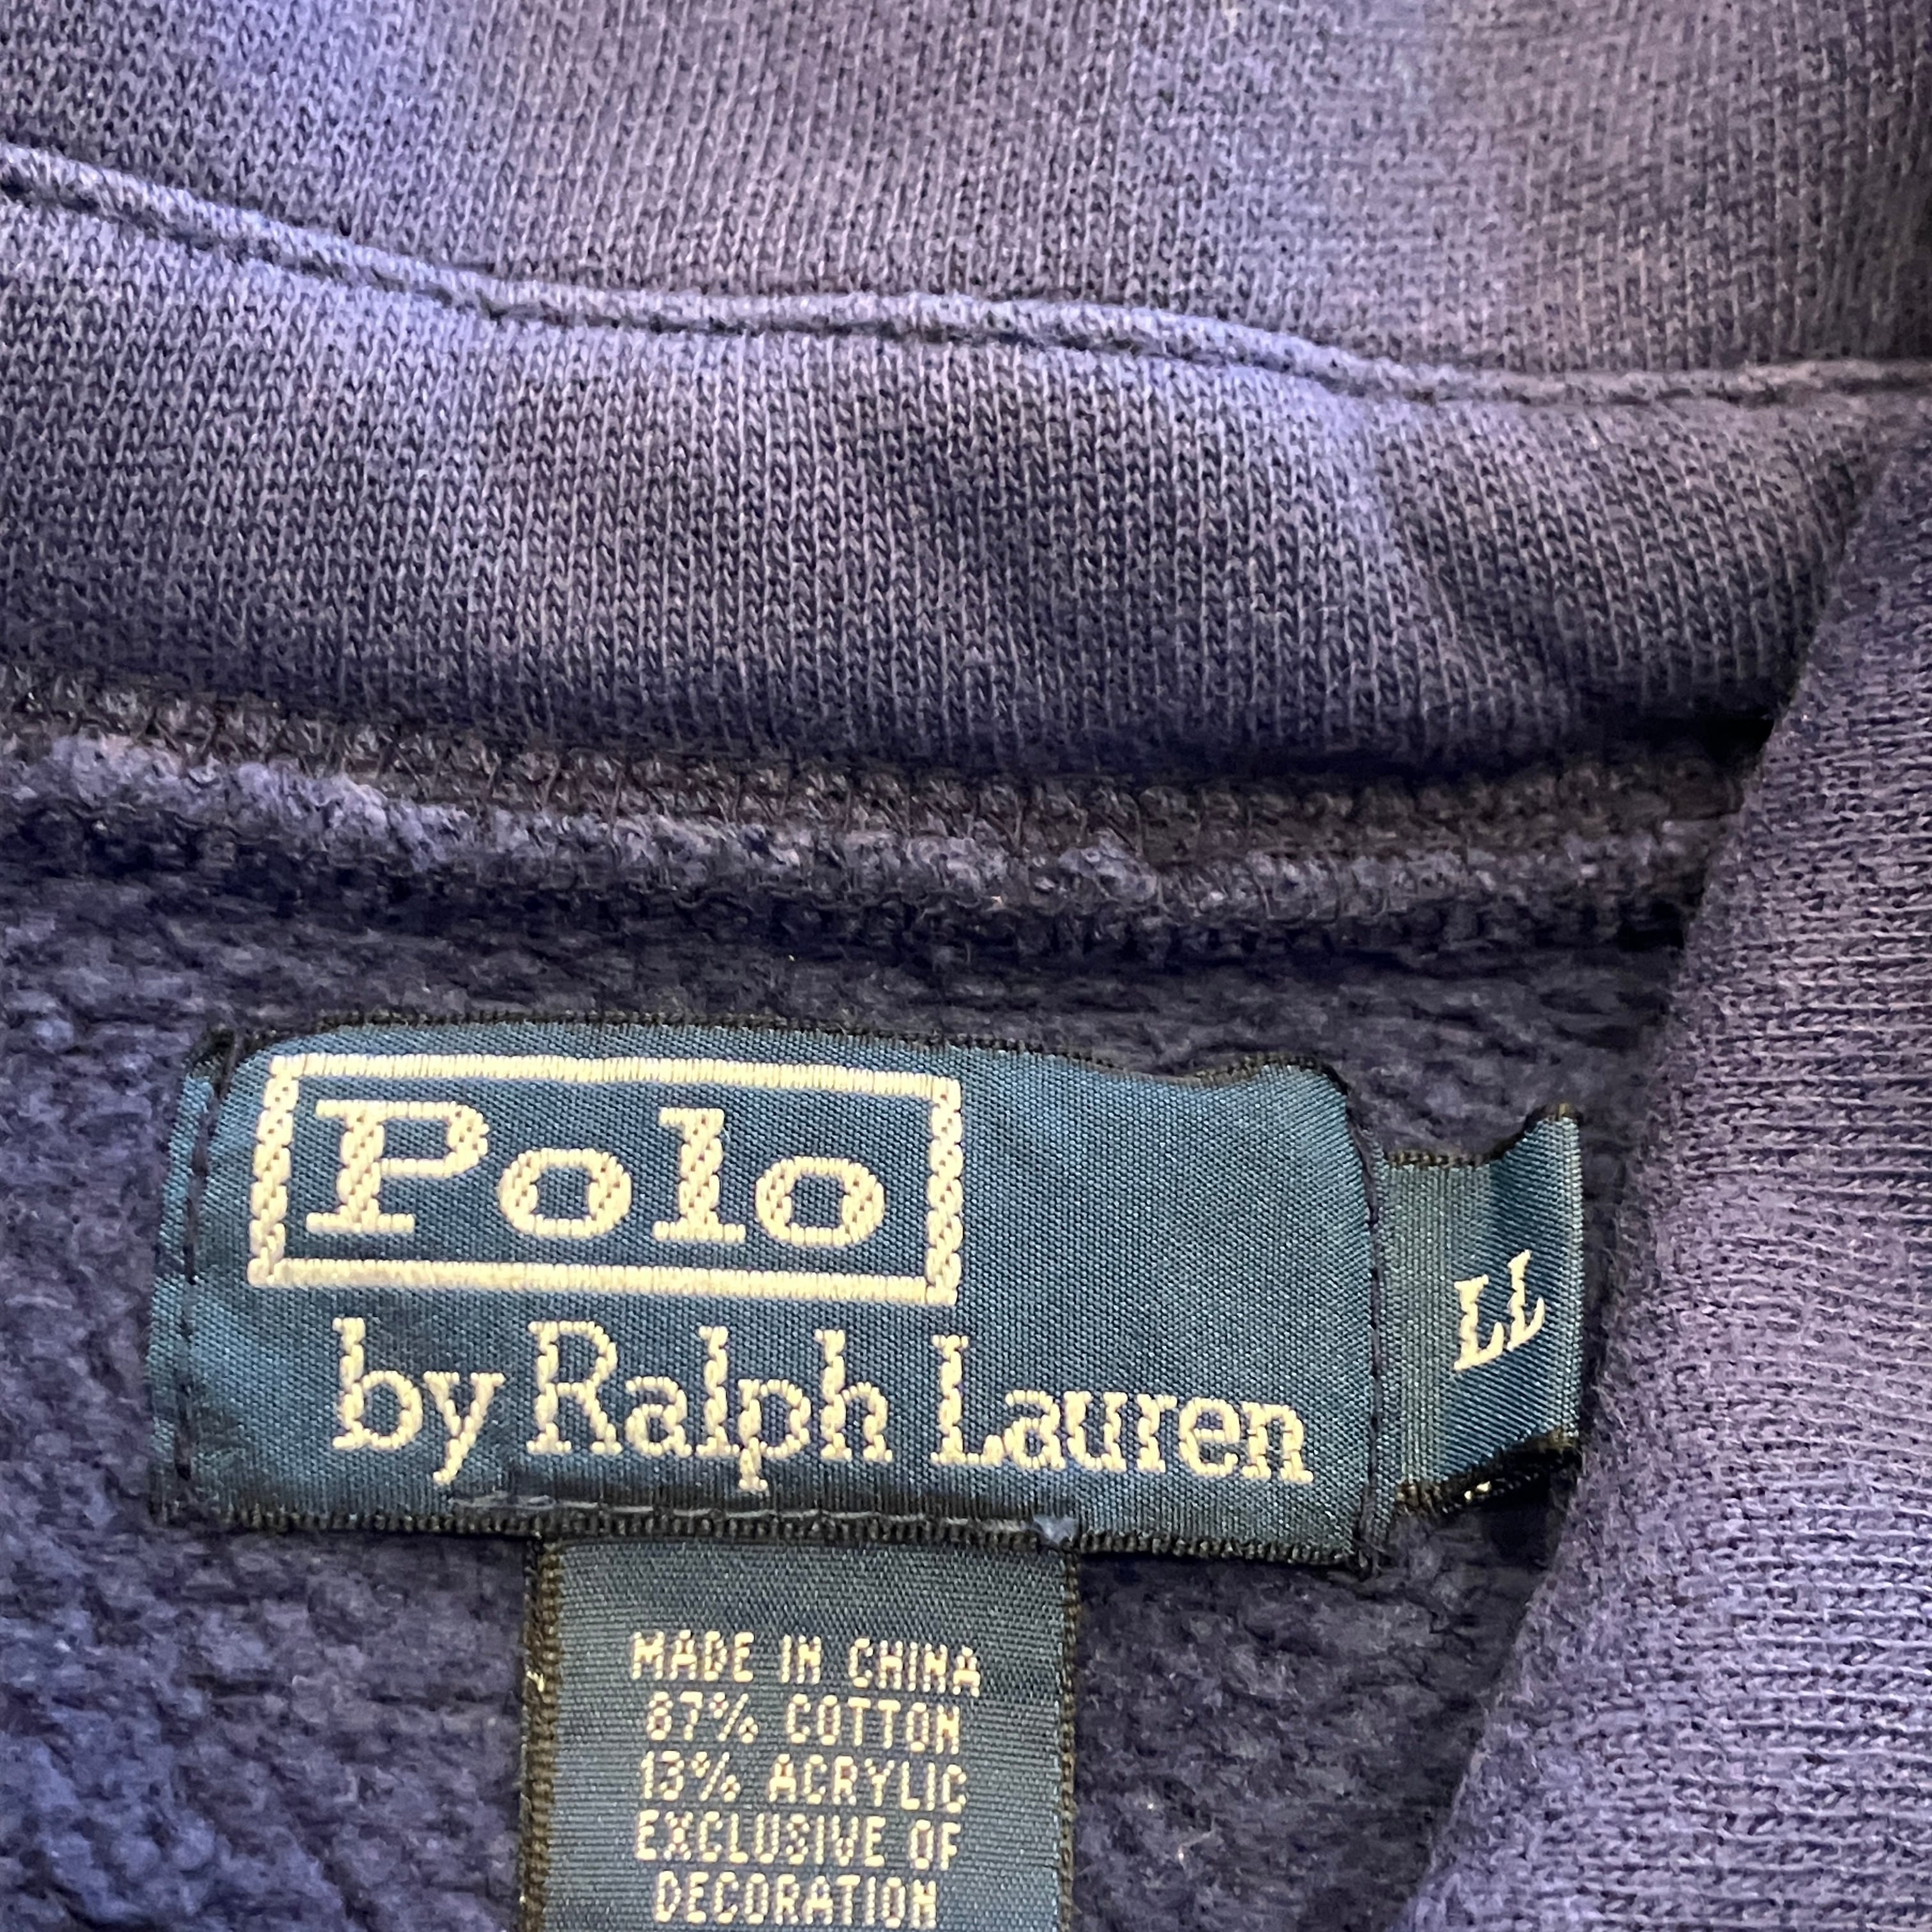 Polo
by Ralph Lauren
LL
MADE IN CHINA
87% COTTON
13% ACRYLIC
EXCLUSIVE OF
DECORATION